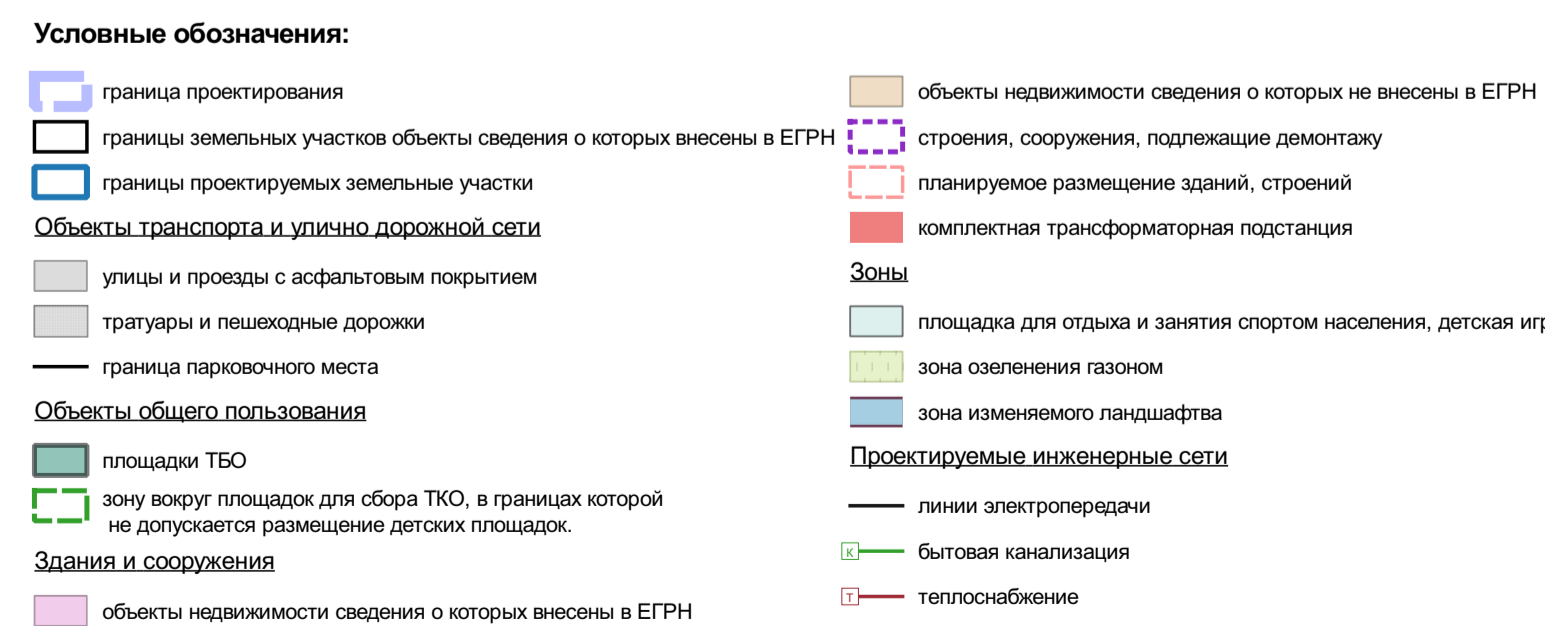 Условные обозначения:
граница проектирования
границы земельных участков объекты сведения о которых внесены в ЕГРН
границы проектируемых земельные участки
Объекты транспорта и улично дорожной сети
улицы и проезды с асфальтовым покрытием
тратуары и пешеходные дорожки
граница парковочного места
Объекты общего пользования
площадки ТБО
зону вокруг площадок для сбора ТКО, в границах которой
не допускается размещение детских площадок.
Здания и сооружения
объекты недвижимости сведения о которых внесены в ЕГРН
объекты недвижимости сведения о которых не внесены в ЕГРН
строения, сооружения, подлежащие демонтажу
планируемое размещение зданий, строений
комплектная трансформаторная подстанция
Зоны
площадка для отдыха и занятия спортом населения, детская
зона озеленения газоном
зона изменяемого ландшафтва
Проектируемые инженерные сети
линии электропередачи
К бытовая канализация
Т теплоснабжение